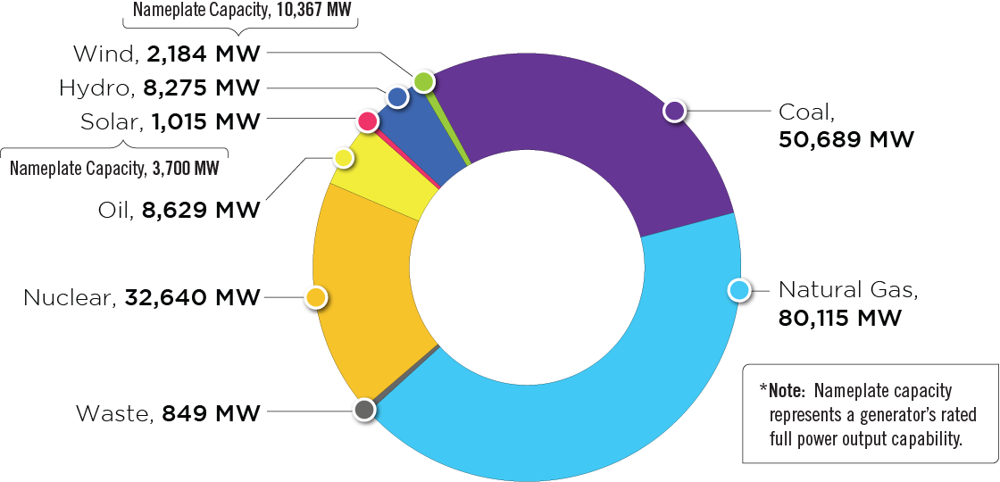 Nameplate Capacity, 10,367 MW
Wind, 2,184 MW
Hydro, 8,275 MW
Solar, 1,015 MW
Nameplate Capacity, 3,700 MW
Oil, 8,629 MW
Nuclear, 32,640 MW
Waste, 849 MW
Coal,
50,689 MW
Natural Gas,
80,115 MW
*Note: Nameplate capacity
represents a generator’s rated
full power output capability.